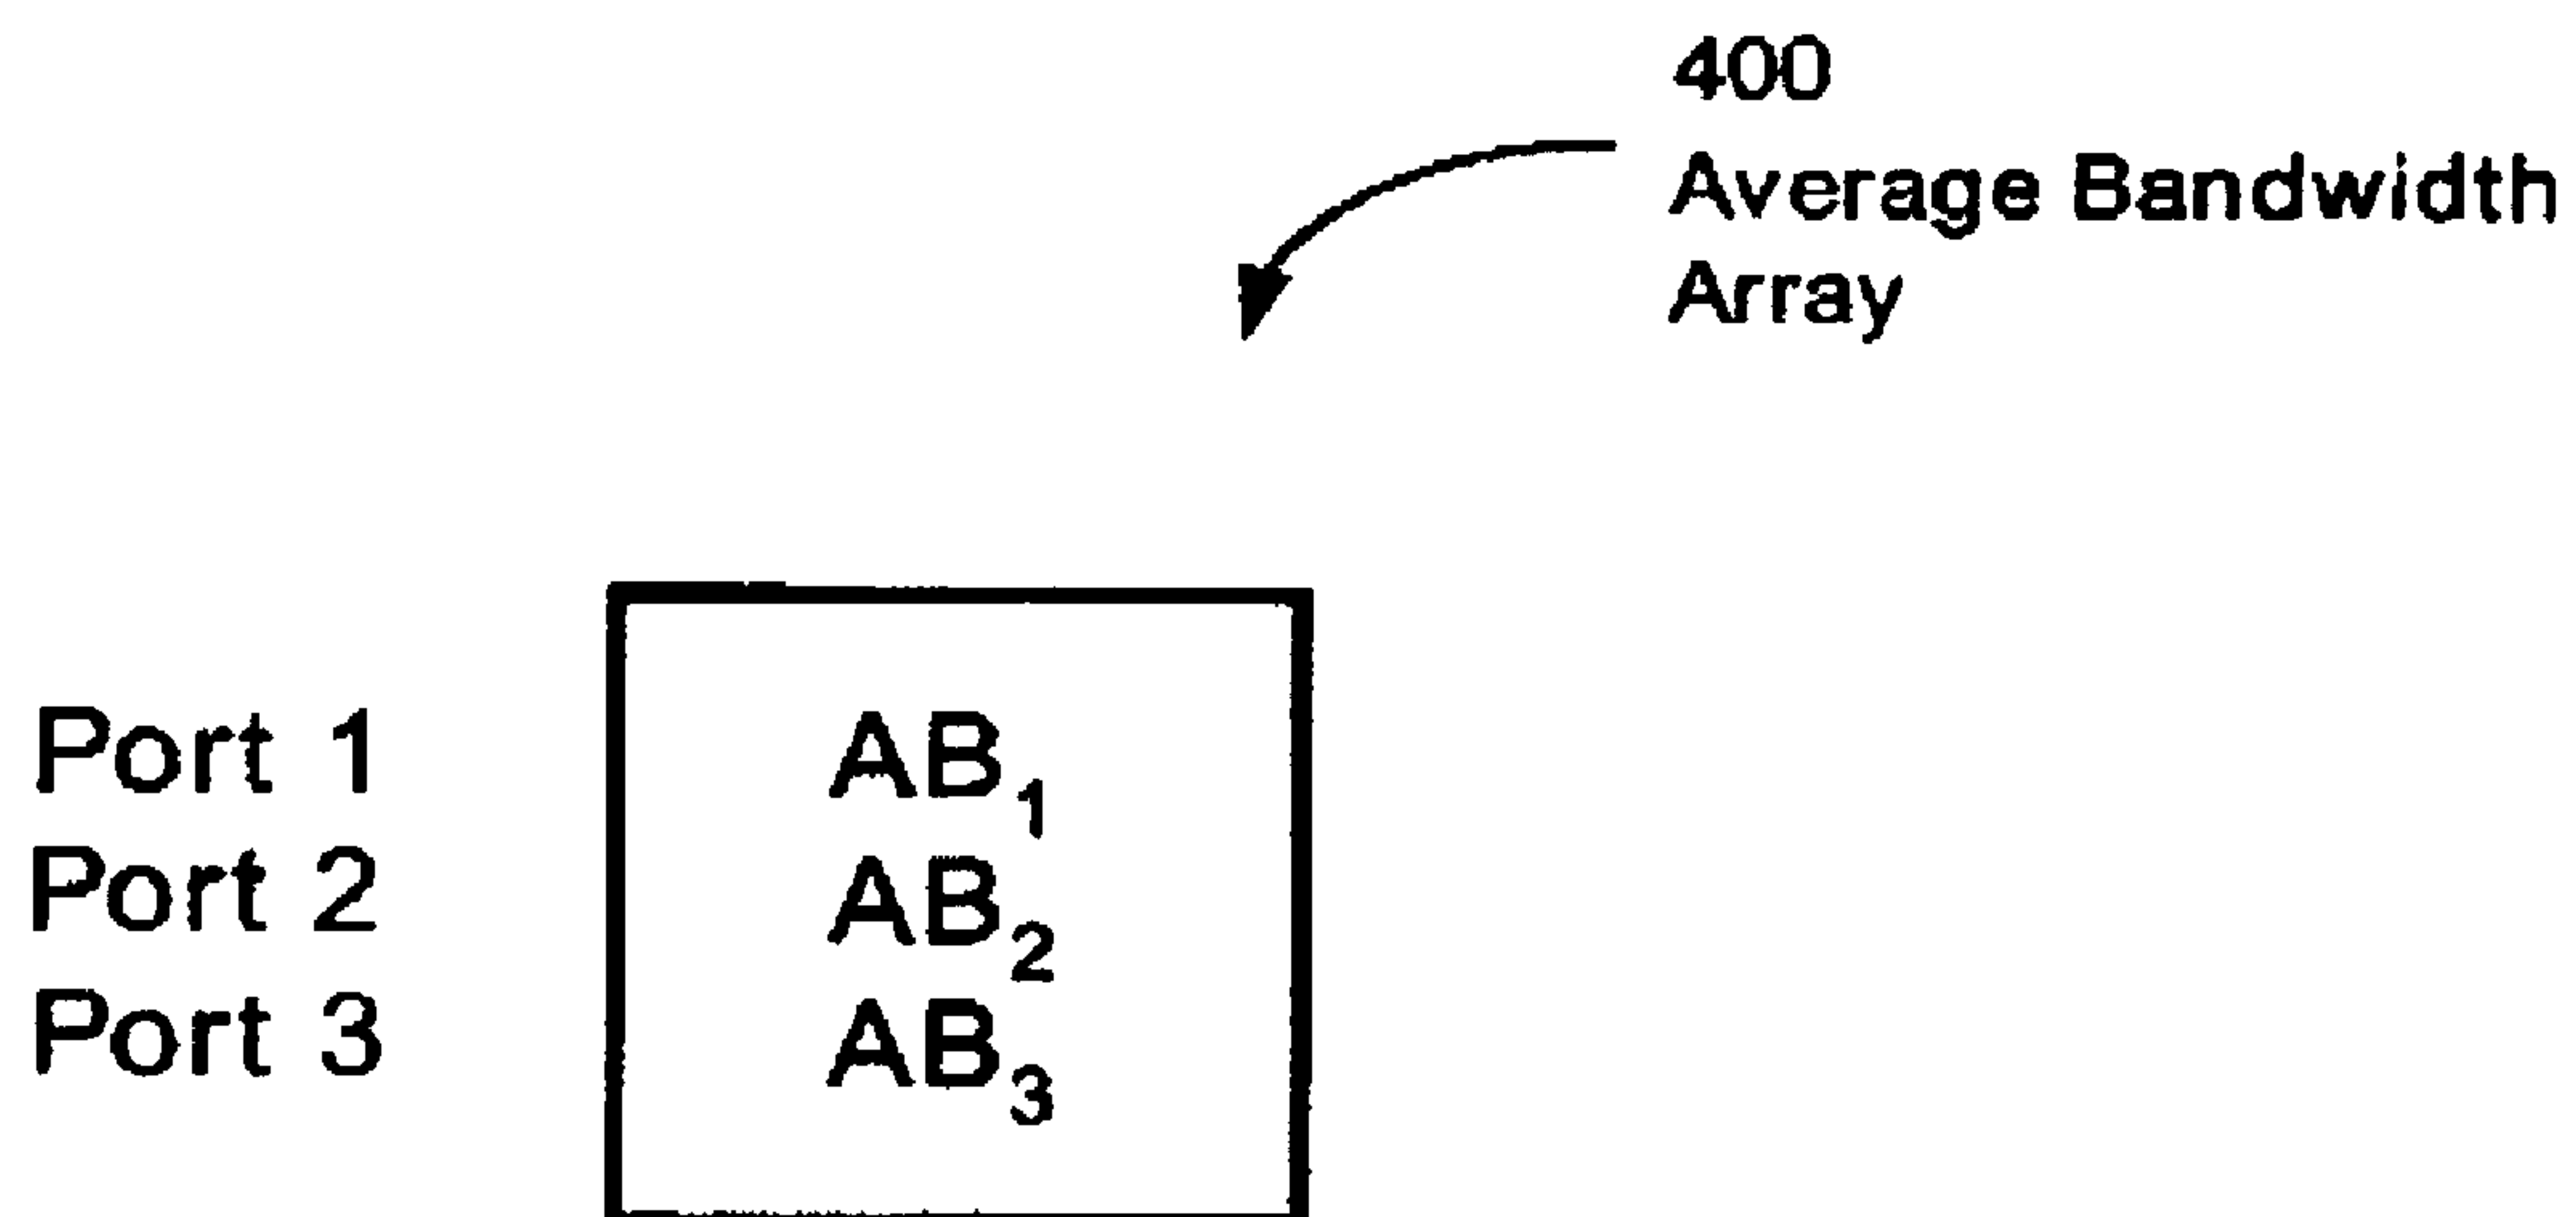 400
Average Bandwidth
Array
Port 1 AB₁
Port 2 AB₂
Port 3 AB₃